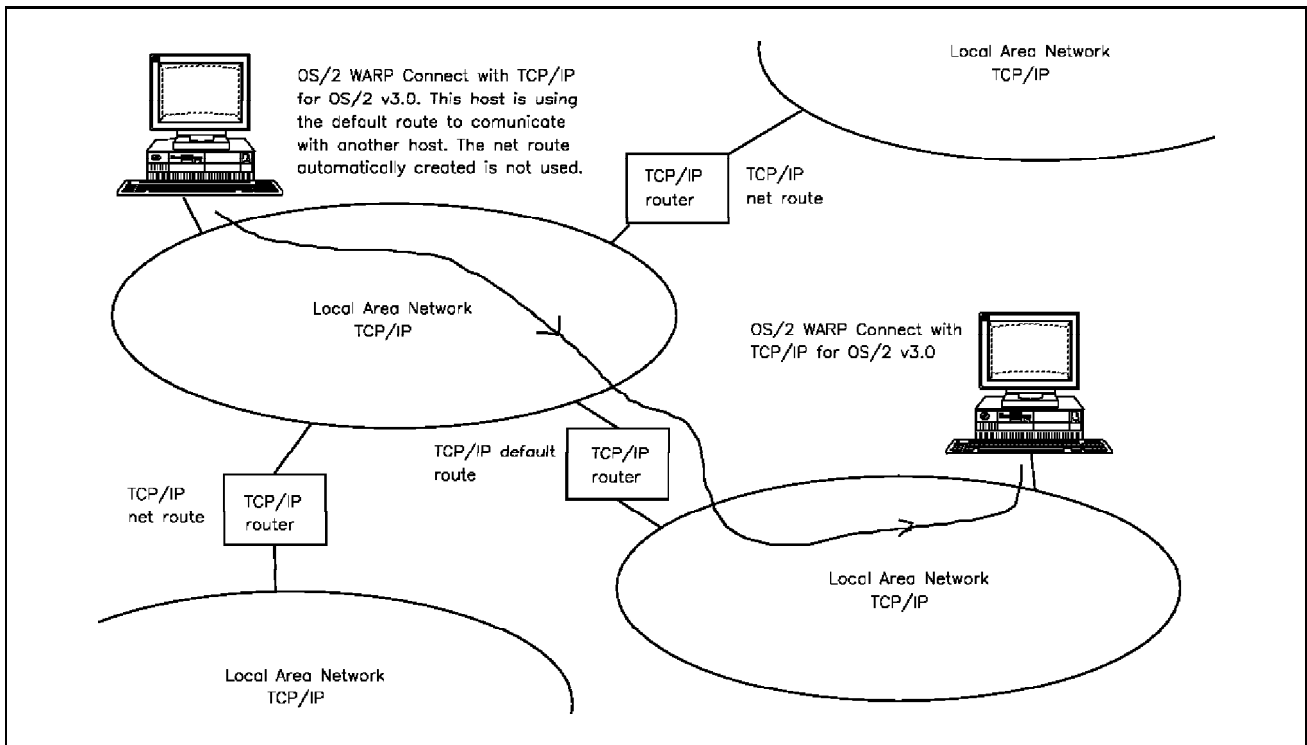 OS/2 WARP Connect with TCP/IP
for OS/2 v3.0. This host is using
the default route to comunicate
with another host. The net route
automatically created is not used.
Local Area Network
TCP/IP
TCP/IP
router
TCP/IP
net route
Local Area Network
TCP/IP
OS/2 WARP Connect with
TCP/IP for OS/2 v3.0
TCP/IP default
route
TCP/IP
router
TCP/IP
net route
TCP/IP
router
Local Area Network
TCP/IP
Local Area Network
TCP/IP